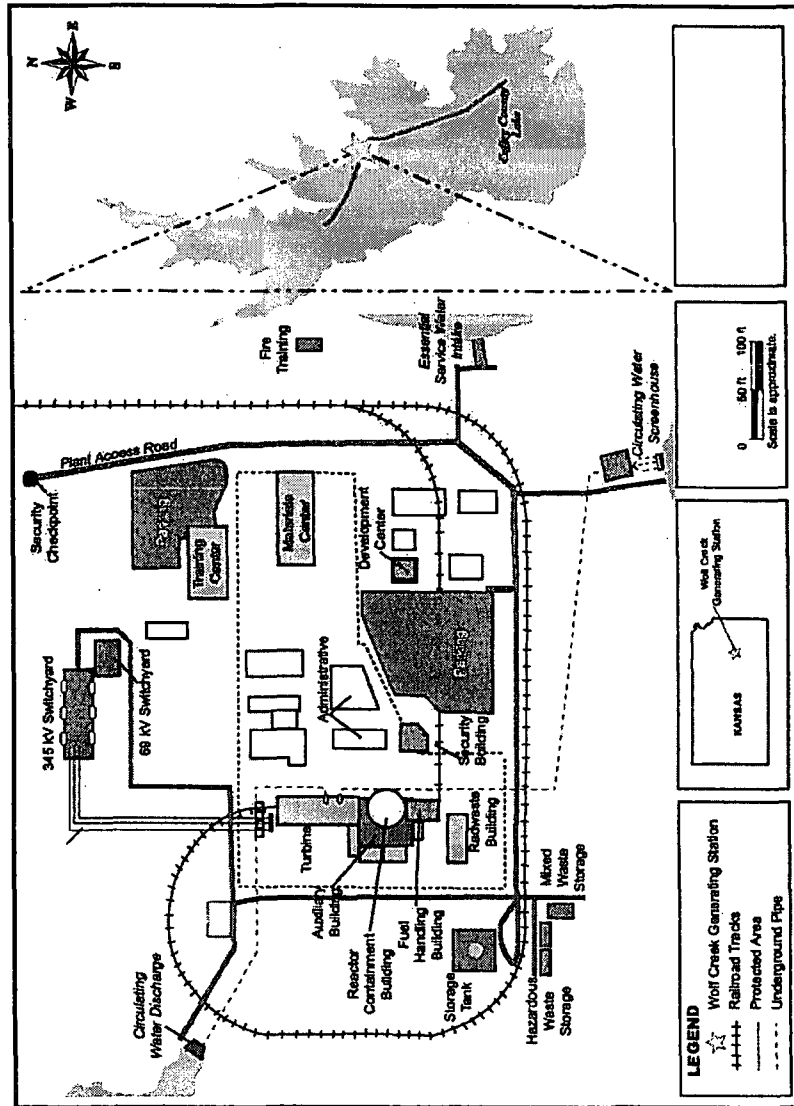 N
E
S
W
Coffey County
Lake
Security
Checkpoint
Plant Access Road
Parking
Training
Center
Fire
Training
345 kV Switchyard
69 kV Switchyard
Materials
Center
Essential
Service Water
Intake
Development
Center
Administrative
Parking
Security
Building
Turbine
Auxiliary
Building
Reactor
Containment
Building
Fuel
Handling
Building
Radwaste
Building
Circulating
Water Discharge
Storage
Tank
Hazardous
Waste
Storage
Mixed
Waste
Storage
Circulating Water
Screenhouse
LEGEND
Wolf Creek Generating Station
Railroad Tracks
Protected Area
Underground Pipe
Wolf Creek
Generating Station
KANSAS
0 50 ft 100 ft
Scale is approximate.